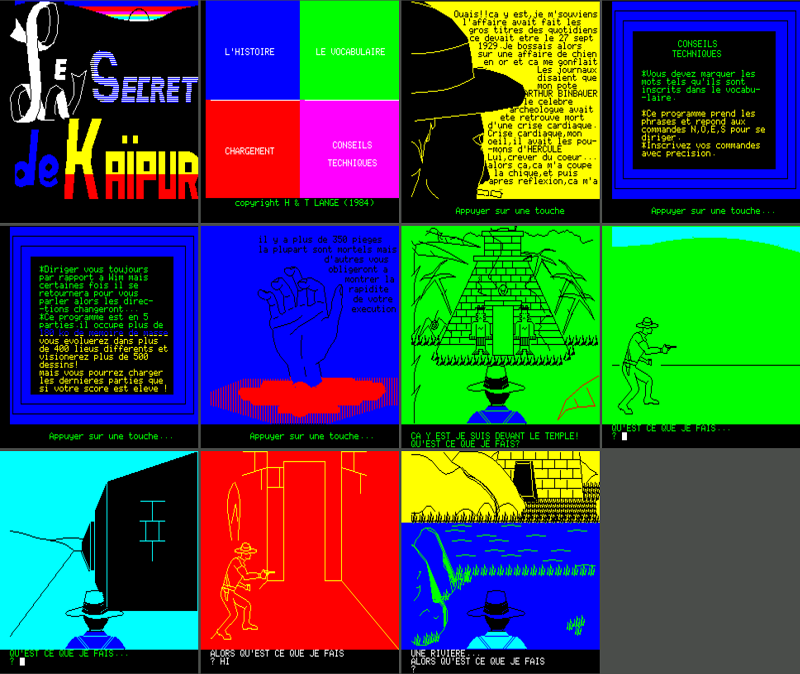 Le
SECRET
de KAÏPUR
L'HISTOIRE
LE VOCABULAIRE
CHARGEMENT
CONSEILS
TECHNIQUES
copyright H & T LANGE (1984)
Ouais!!ca y est,je m'souviens
l'affaire avait fait les
gros titres des quotidiens
ce devait etre le 27 sept
1929.Je bossais alors
sur une affaire de chien
en or et ca me gonflait
Les journaux
disaient que
mon pote
ARTHUR BINBAUER
le celebre
archeologue avait
ete retrouve mort
d'une crise cardiaque.
Crise cardiaque,mon
oeil,il avait les pou-
-mons d'HERCULE
Lui,crever du coeur...
alors ca,ca m'a coupe
la chique,et puis
apres reflexion,ca m'a
Appuyer sur une touche
CONSEILS
TECHNIQUES
*Vous devez marquer les
mots tels qu'ils sont
inscrits dans le vocabu-
-laire.
*Ce programme prend les
phrases et repond aux
commandes N,O,E,S pour se
diriger.
*Inscrivez vos commandes
avec precision.
Appuyer sur une touche...
*Diriger vous toujours
par rapport a Wim mais
certaines fois il se
retournera pour vous
parler alors les direc-
-tions changeront...
*Ce programme est en 5
parties.il occupe plus de
vous evoluerez dans plus
de 400 lieus differents et
visionerez plus de 500
dessins!
mais vous pourrez charger
les dernieres parties que
si votre score est eleve !
Appuyer sur une touche...
Il y a plus de 350 pieges
la plupart sont mortels mais
d'autres vous
obligeront a
montrer la
rapidite
de votre
execution
Appuyer sur une touche...
CA Y EST JE SUIS DEVANT LE TEMPLE!
QU'EST CE QUE JE FAIS?
QU'EST CE QUE JE FAIS...
?
QU'EST CE QUE JE FAIS...
?
ALORS QU'EST CE QUE JE FAIS
? HI
UNE RIVIERE...
ALORS QU'EST CE QUE JE FAIS
?